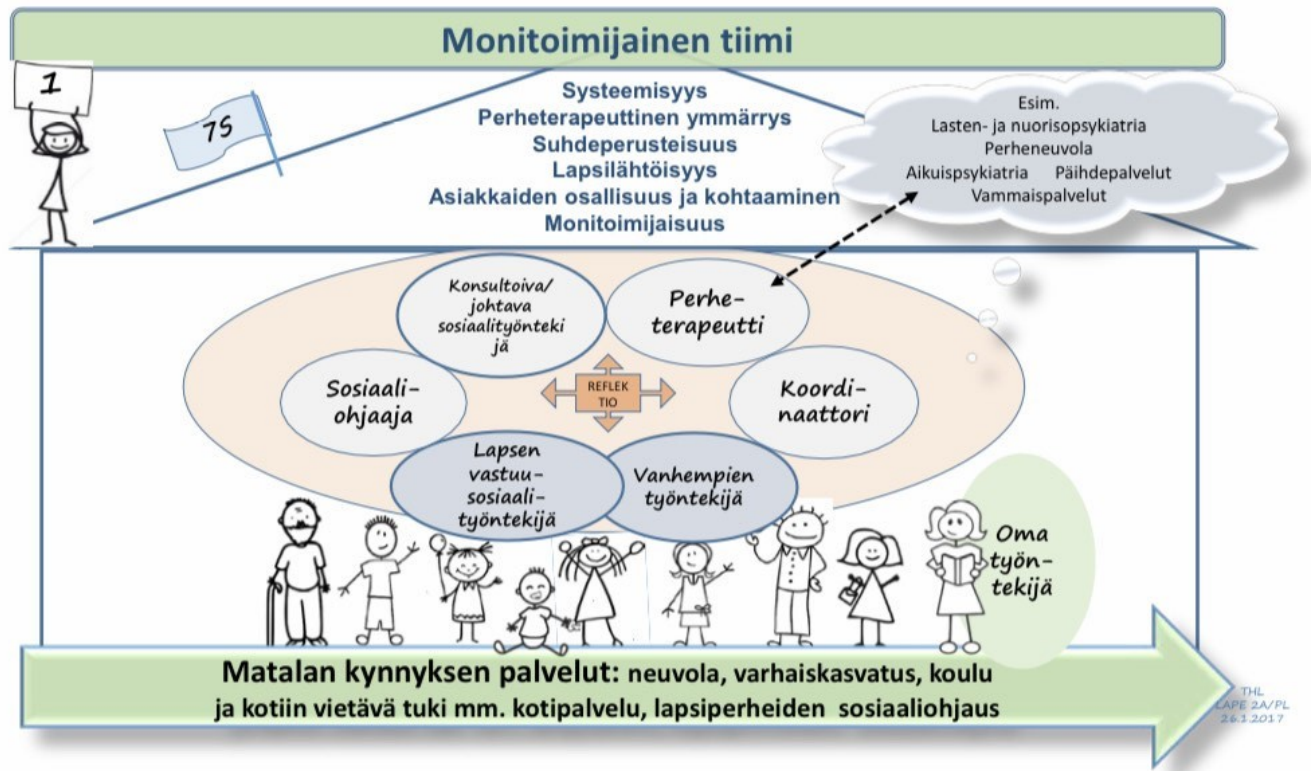 Monitoimijainen tiimi
1
7S
Systeemisyys
Perheterapeuttinen ymmärrys
Suhdeperusteisuus
Lapsilähtöisyys
Asiakkaiden osallisuus ja kohtaaminen
Monitoimijaisuus
Esim.
Lasten- ja nuorisopsykiatria
Perheneuvola
Aikuispsykiatria Päihdepalvelut
Vammaispalvelut
Konsultoiva/
johtava
sosiaalityönteki
jä
Perhe-
terapeutti
Sosiaali-
ohjaaja
REFLEK
TIO
Koordi-
naattori
Lapsen
vastuu-
sosiaali-
työntekijä
Vanhempien
työntekijä
Oma
työn-
tekijä
Matalan kynnyksen palvelut: neuvola, varhaiskasvatus, koulu
ja kotiin vietävä tuki mm. kotipalvelu, lapsiperheiden sosiaaliohjaus
THL
LAPE 2A/PL
26.1.2017